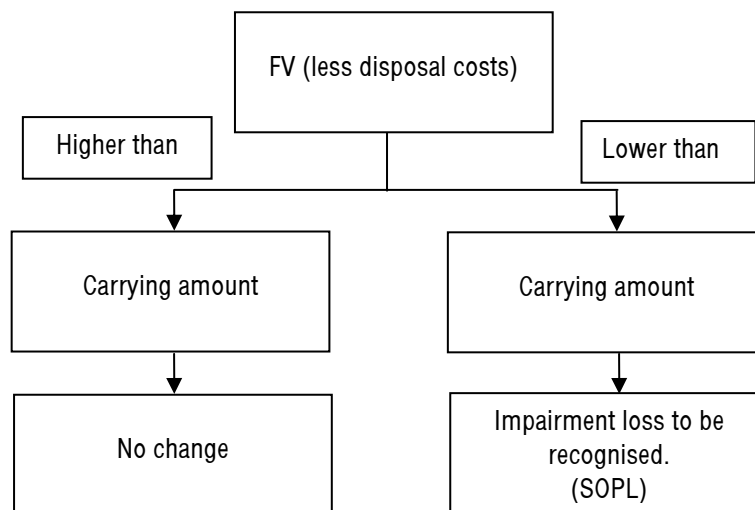 FV (less disposal costs)
Higher than
Lower than
Carrying amount
Carrying amount
No change
Impairment loss to be
recognised.
(SOPL)